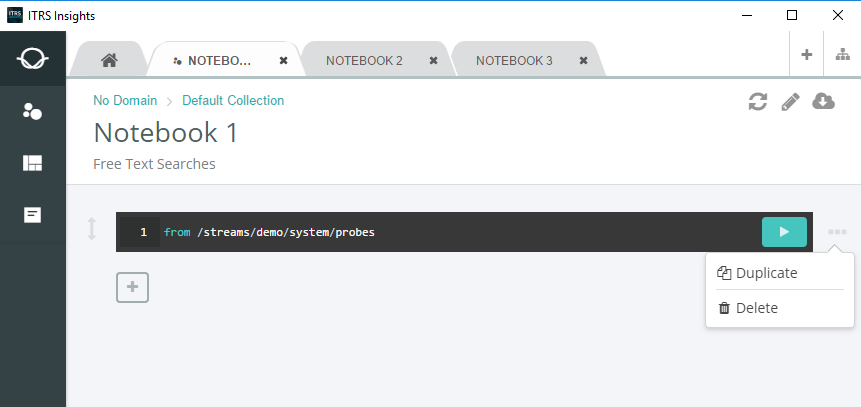 ITRS Insights
NOTEBO... NOTEBOOK 2 NOTEBOOK 3
No Domain > Default Collection
Notebook 1
Free Text Searches
1 from /streams/demo/system/probes
Duplicate
Delete